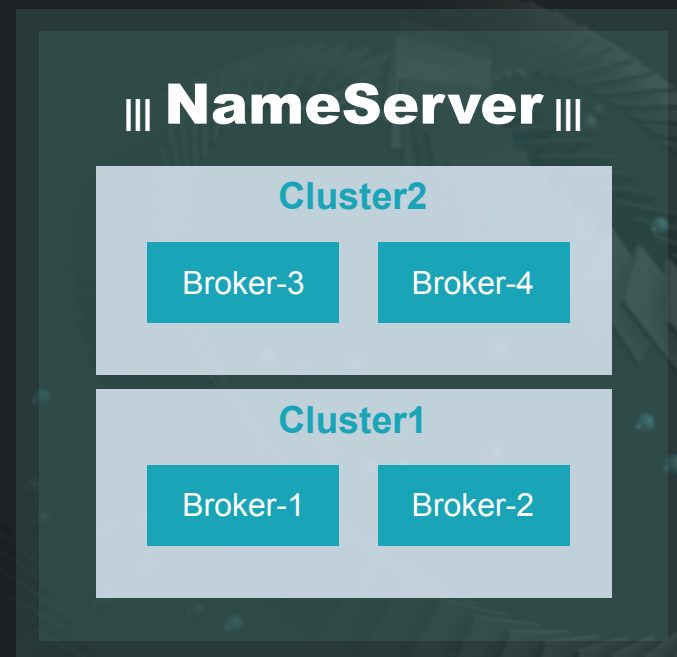 ||| NameServer |||
Cluster2
Broker-3 Broker-4
Cluster1
Broker-1 Broker-2